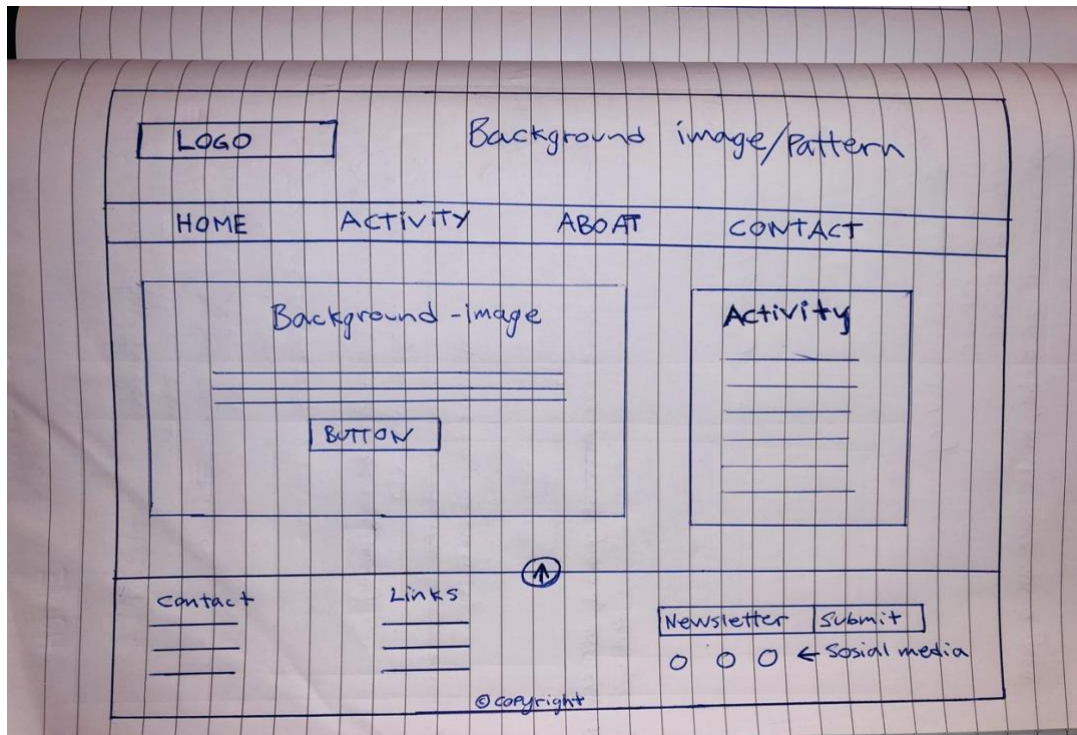 LOGO
Background image/Pattern
HOME ACTiViTY ABOAT CONTACT
Background-image
BUTTON
Activity
Contact
Links
Newsletter Submit
← Sosial media
© copyright